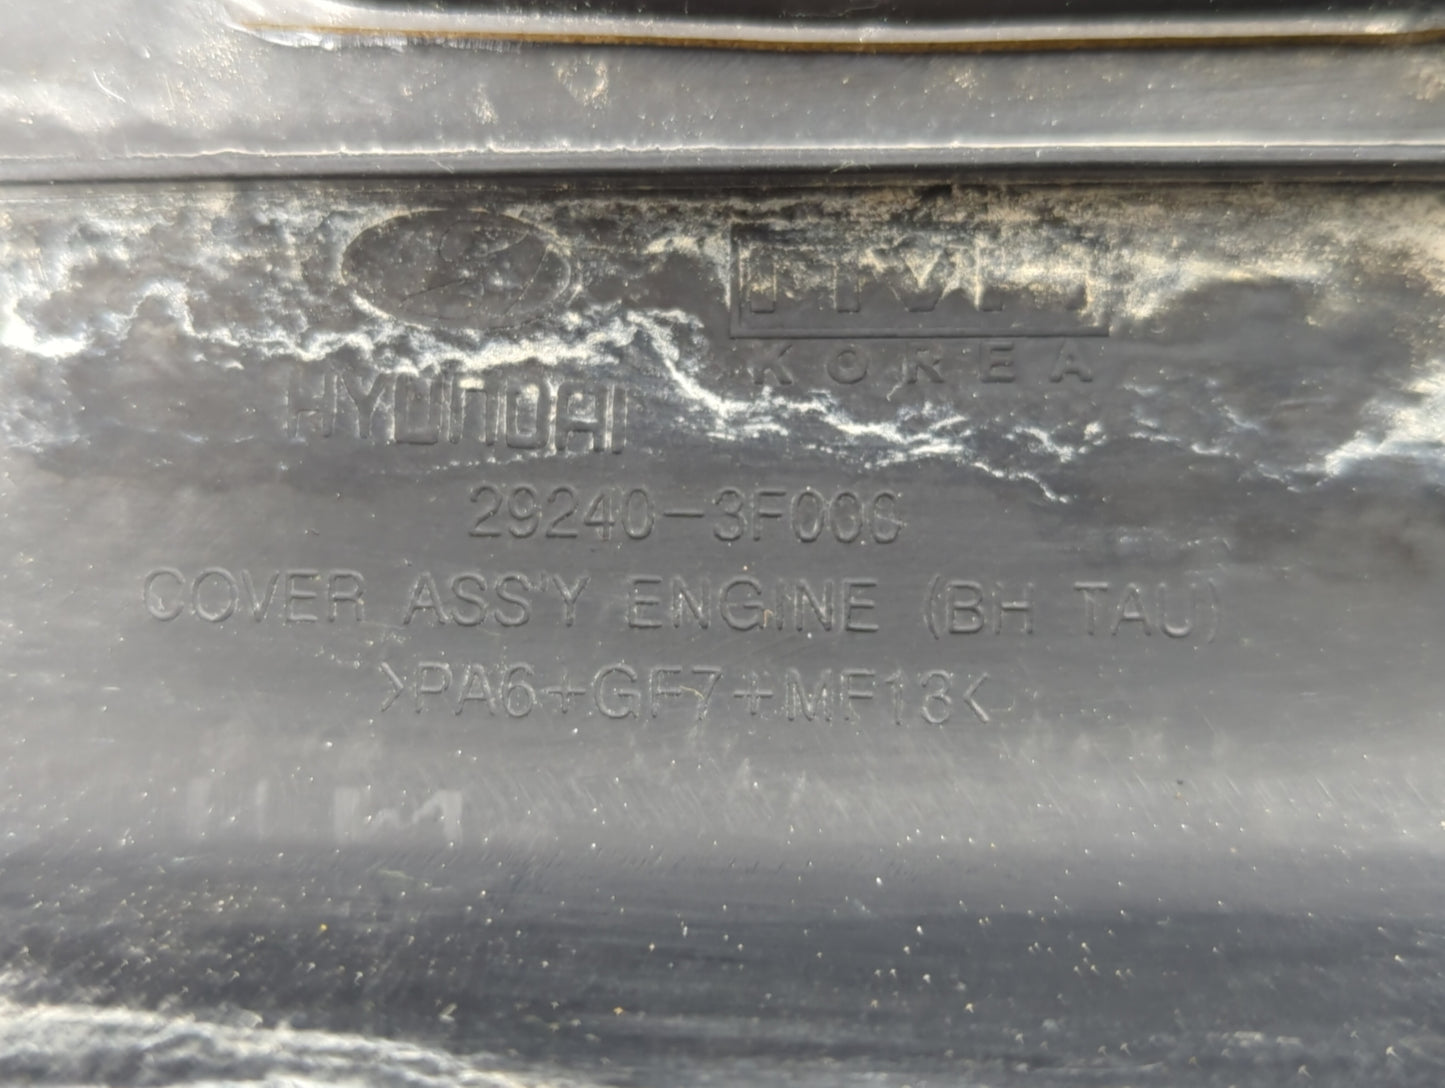 KOREA
HYUNDAI
29240-3F000
COVER ASS'Y ENGINE (BH TAU)
>PA6+GF7+MF13<